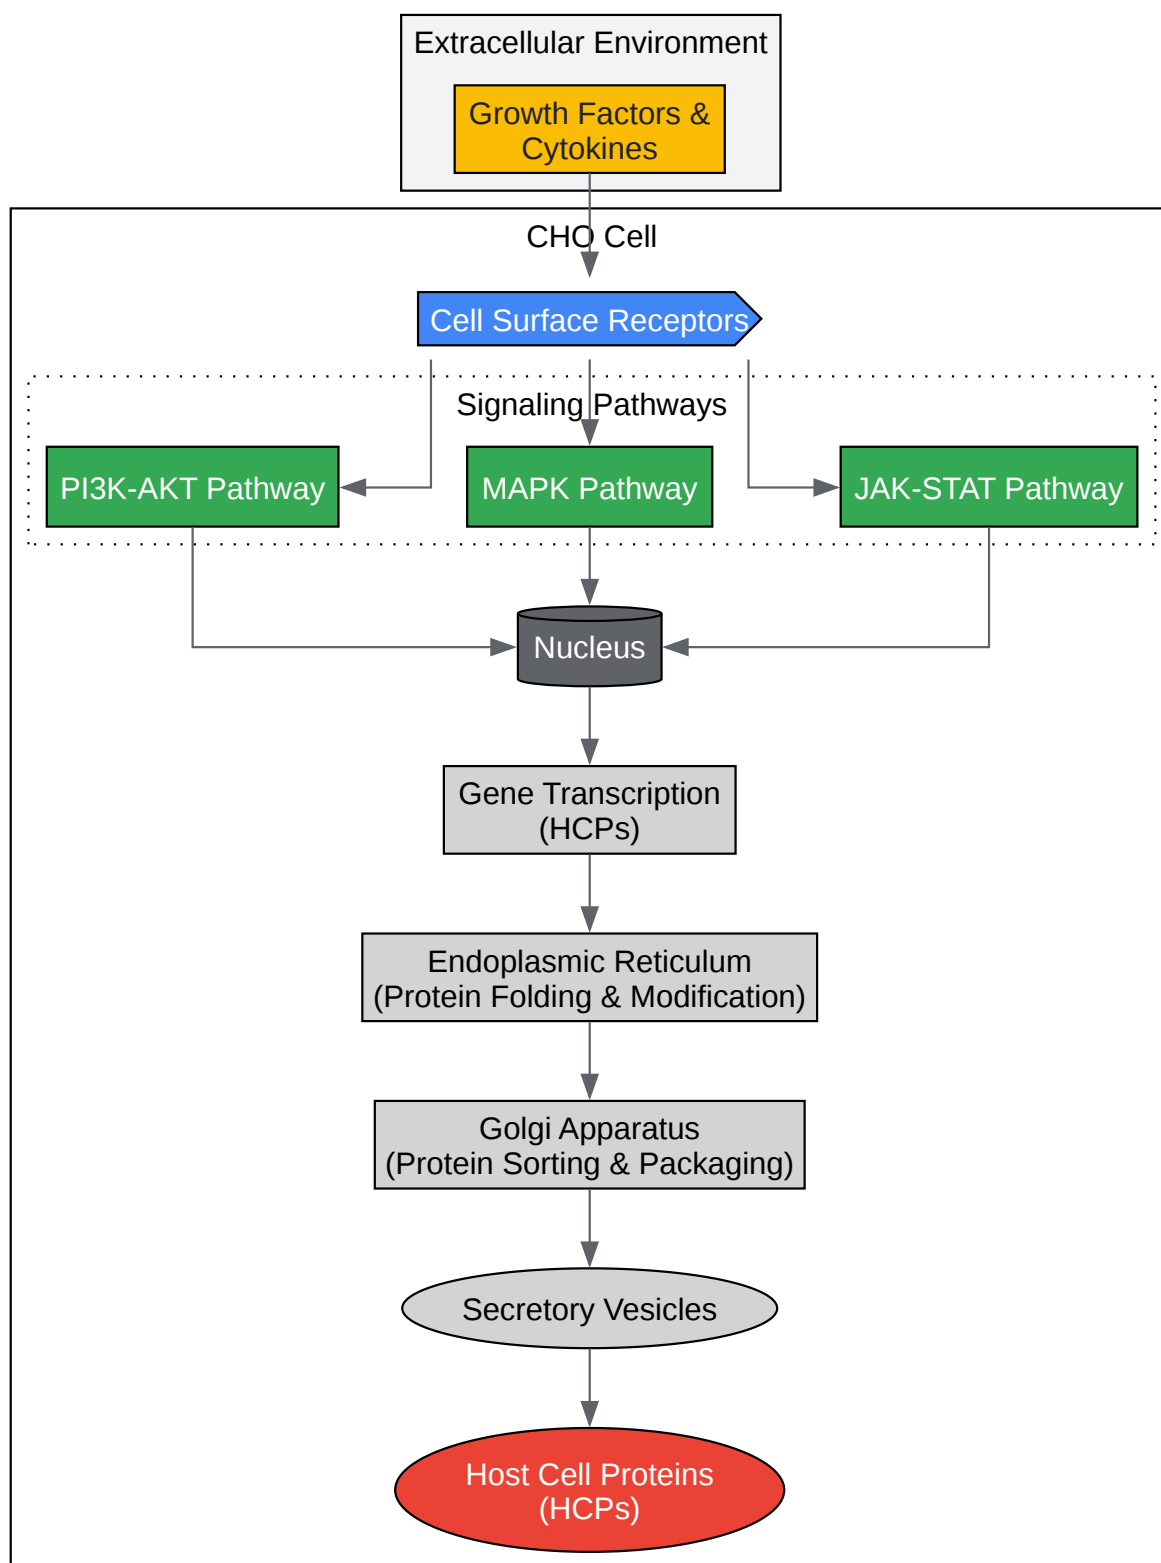 Extracellular Environment
Growth Factors &
Cytokines
CHO Cell
Cell Surface Receptors
Signaling Pathways
PI3K-AKT Pathway
MAPK Pathway
JAK-STAT Pathway
Nucleus
Gene Transcription
(HCPs)
Endoplasmic Reticulum
(Protein Folding & Modification)
Golgi Apparatus
(Protein Sorting & Packaging)
Secretory Vesicles
Host Cell Proteins
(HCPs)